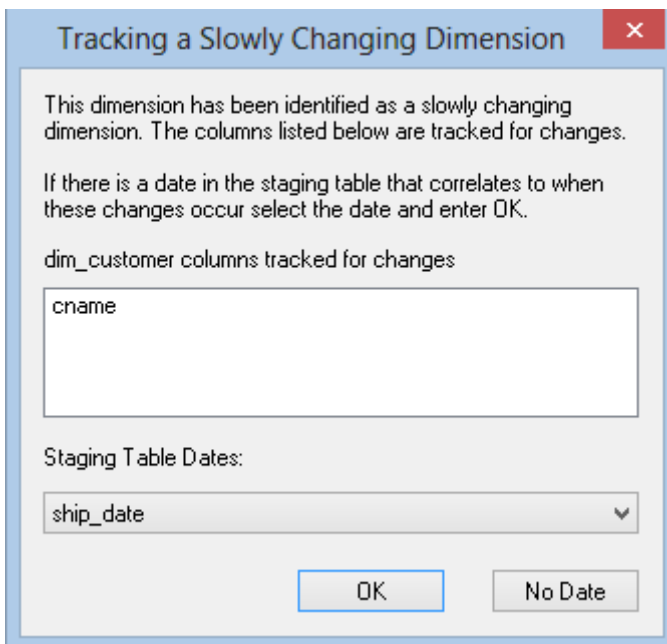 Tracking a Slowly Changing Dimension
This dimension has been identified as a slowly changing
dimension. The columns listed below are tracked for changes.
If there is a date in the staging table that correlates to when
these changes occur select the date and enter OK.
dim_customer columns tracked for changes
cname
Staging Table Dates:
ship_date
OK
No Date